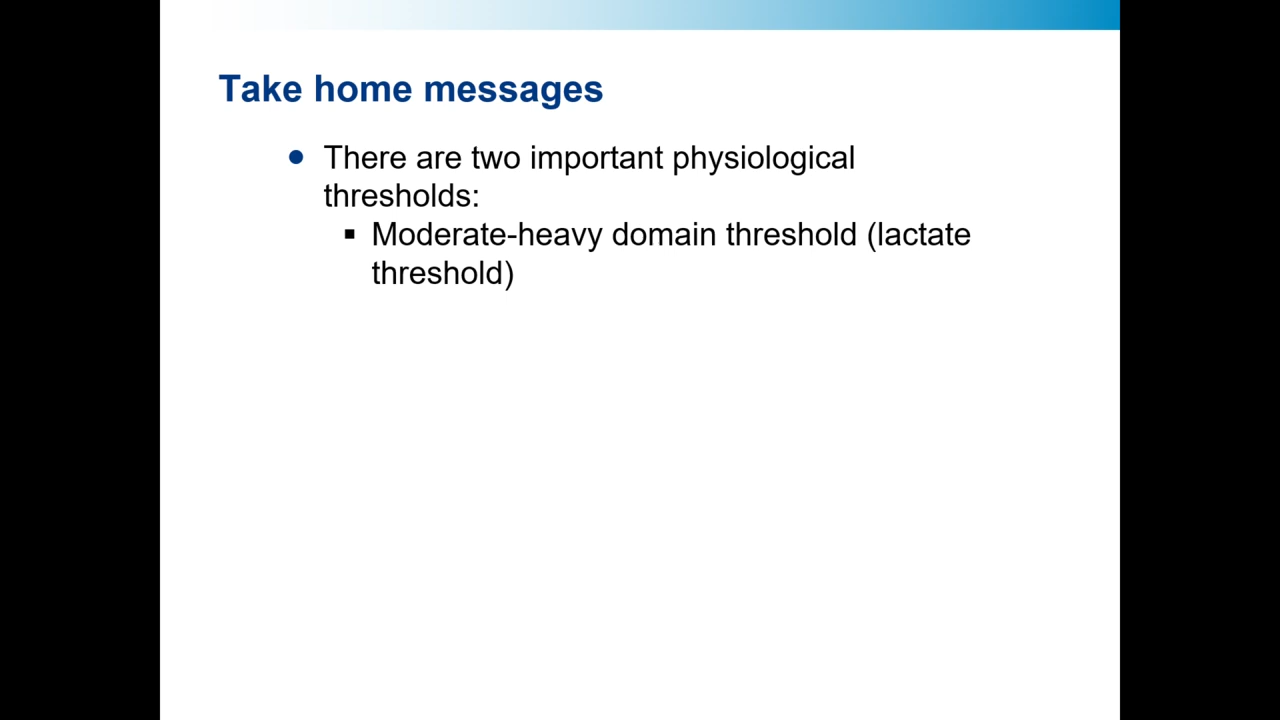 Take home messages
● There are two important physiological
thresholds:
▪ Moderate-heavy domain threshold (lactate
threshold)